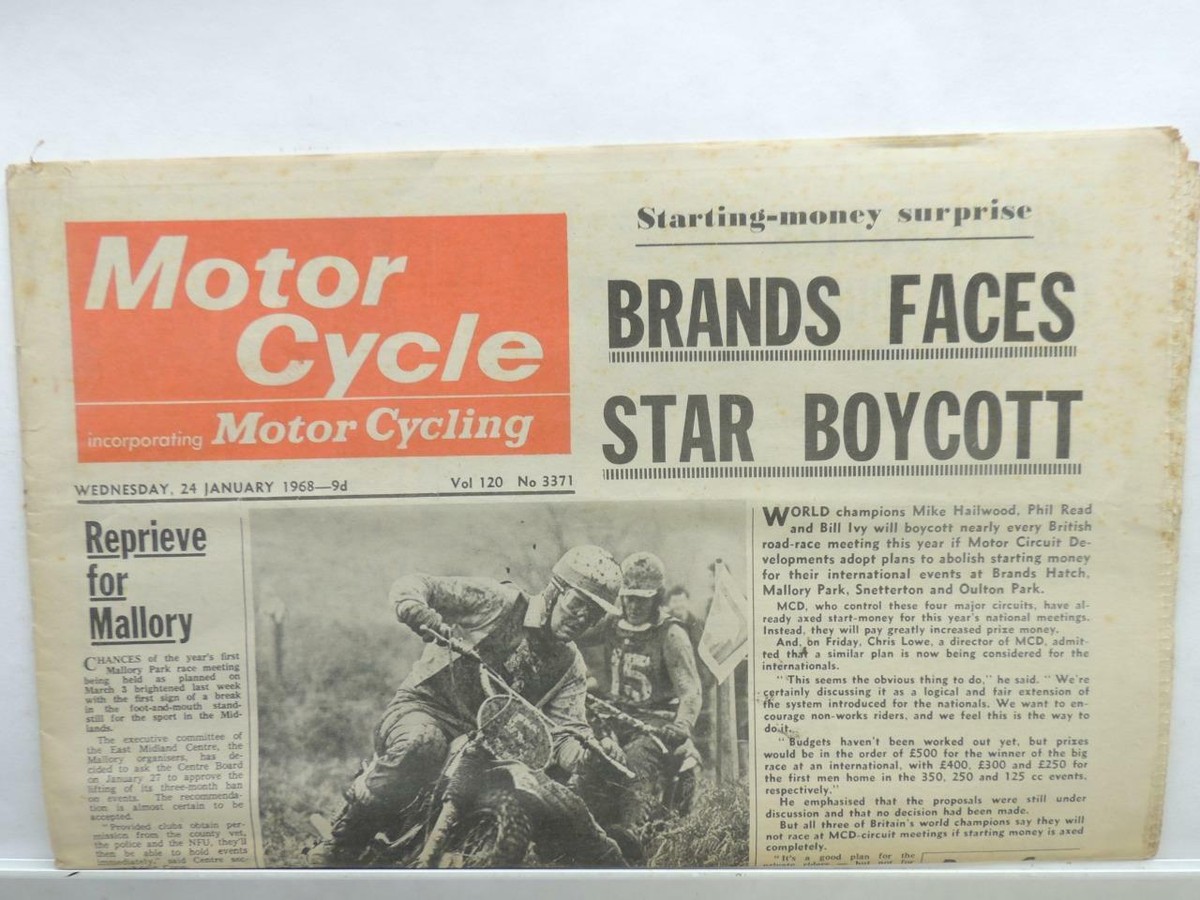 Motor
Cycle
incorporating Motor Cycling
WEDNESDAY, 24 JANUARY 1968—9d Vol 120 No 3371
Starting-money surprise
BRANDS FACES
STAR BOYCOTT
Reprieve
for
Mallory
CHANCES of the year's first
Mallory Park race meeting
being held as planned on
March 3 brightened last week
with the first sign of a break
in the foot-and-mouth stand-
still for the sport in the Mid-
lands.
The executive committee of
the East Midland Centre, the
Mallory organisers, has de-
cided to ask the Centre Board
on January 27 to approve the
lifting of its three-month ban
on events. The recommenda-
tion is almost certain to be
accepted.
"Provided clubs obtain per-
mission from the county vet,
the police and the NFU, they'll
then be able to hold events
immediately," said Centre sec-
15
WORLD champions Mike Hailwood, Phil Read
and Bill Ivy will boycott nearly every British
road-race meeting this year if Motor Circuit De-
velopments adopt plans to abolish starting money
for their international events at Brands Hatch,
Mallory Park, Snetterton and Oulton Park.
MCD, who control these four major circuits, have al-
ready axed start-money for this year's national meetings.
Instead, they will pay greatly increased prize money.
And, on Friday, Chris Lowe, a director of MCD, admit-
ted that a similar plan is now being considered for the
internationals.
"This seems the obvious thing to do," he said. "We're
certainly discussing it as a logical and fair extension of
the system introduced for the nationals. We want to en-
courage non-works riders, and we feel this is the way to
do it.
"Budgets haven't been worked out yet, but prizes
would be in the order of £500 for the winner of the big
race at an international, with £400, £300 and £250 for
the first men home in the 350, 250 and 125 cc events,
respectively."
He emphasised that the proposals were still under
discussion and that no decision had been made.
But all three of Britain's world champions say they will
not race at MCD-circuit meetings if starting money is axed
completely.
"It's a good plan for the